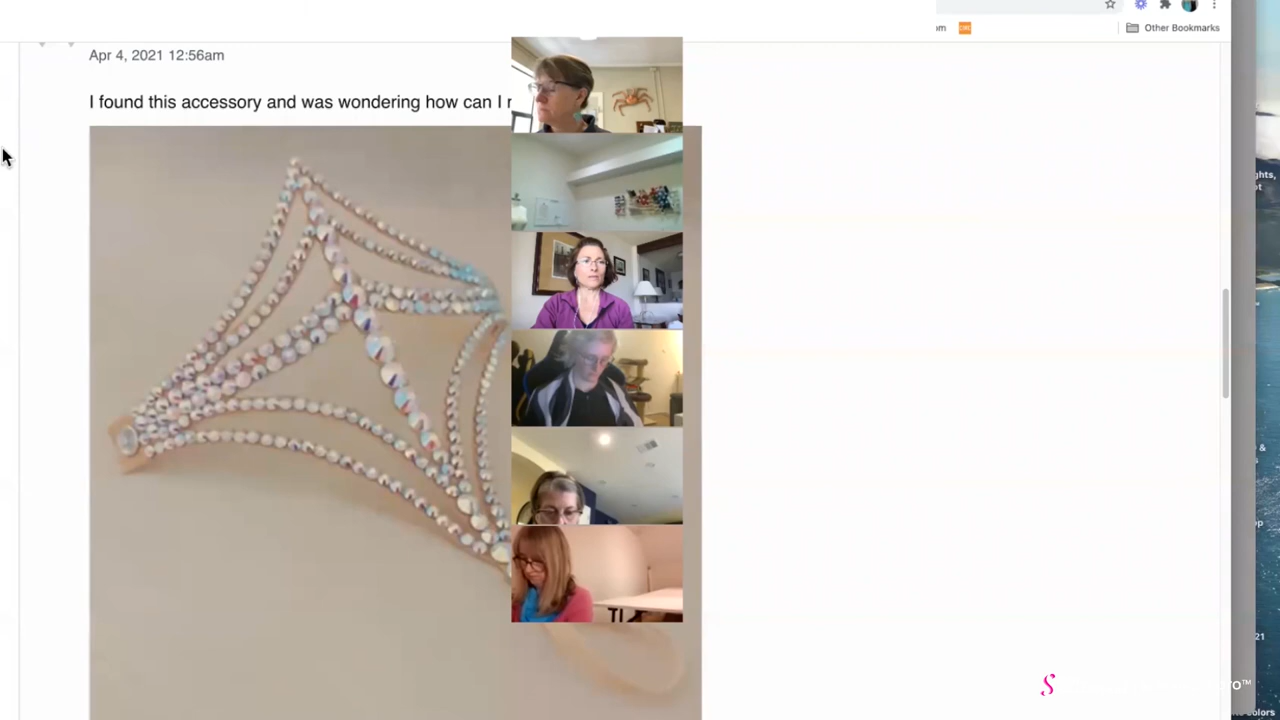 Other Bookmarks
Apr 4, 2021 12:56am
I found this accessory and was wondering how can I